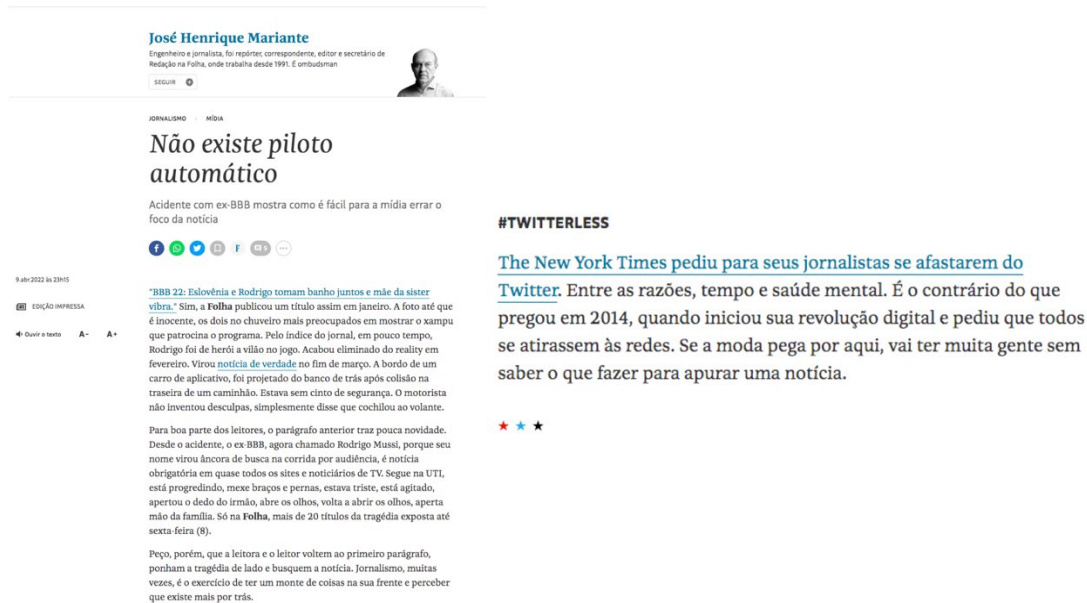 José Henrique Mariante
Engenheiro e jornalista, foi repórter, correspondente, editor e secretário de
Redação na Folha, onde trabalha desde 1991. É ombudsman
SEGUIR
JORNALISMO MÍDIA
Não existe piloto
automático
Acidente com ex-BBB mostra como é fácil para a mídia errar o
foco da notícia
9.abr.2022 às 23h15
EDIÇÃO IMPRESSA
Ouvir o texto A- A+
"BBB 22: Eslovênia e Rodrigo tomam banho juntos e mãe da sister
vibra." Sim, a Folha publicou um título assim em janeiro. A foto até que
é inocente, os dois no chuveiro mais preocupados em mostrar o xampu
que patrocina o programa. Pelo índice do jornal, em pouco tempo,
Rodrigo foi de herói a vilão no jogo. Acabou eliminado do reality em
fevereiro. Virou notícia de verdade no fim de março. A bordo de um
carro de aplicativo, foi projetado do banco de trás após colisão na
traseira de um caminhão. Estava sem cinto de segurança. O motorista
não inventou desculpas, simplesmente disse que cochilou ao volante.
Para boa parte dos leitores, o parágrafo anterior traz pouca novidade.
Desde o acidente, o ex-BBB, agora chamado Rodrigo Mussi, porque seu
nome virou âncora de busca na corrida por audiência, é notícia
obrigatória em quase todos os sites e noticiários de TV. Segue na UTI,
está progredindo, mexe braços e pernas, estava triste, está agitado,
apertou o dedo do irmão, abre os olhos, volta a abrir os olhos, aperta
mão da família. Só na Folha, mais de 20 títulos da tragédia exposta até
sexta-feira (8).
Peço, porém, que a leitora e o leitor voltem ao primeiro parágrafo,
ponham a tragédia de lado e busquem a notícia. Jornalismo, muitas
vezes, é o exercício de ter um monte de coisas na sua frente e perceber
que existe mais por trás.
#TWITTERLESS
The New York Times pediu para seus jornalistas se afastarem do
Twitter. Entre as razões, tempo e saúde mental. É o contrário do que
pregou em 2014, quando iniciou sua revolução digital e pediu que todos
se atirassem às redes. Se a moda pega por aqui, vai ter muita gente sem
saber o que fazer para apurar uma notícia.